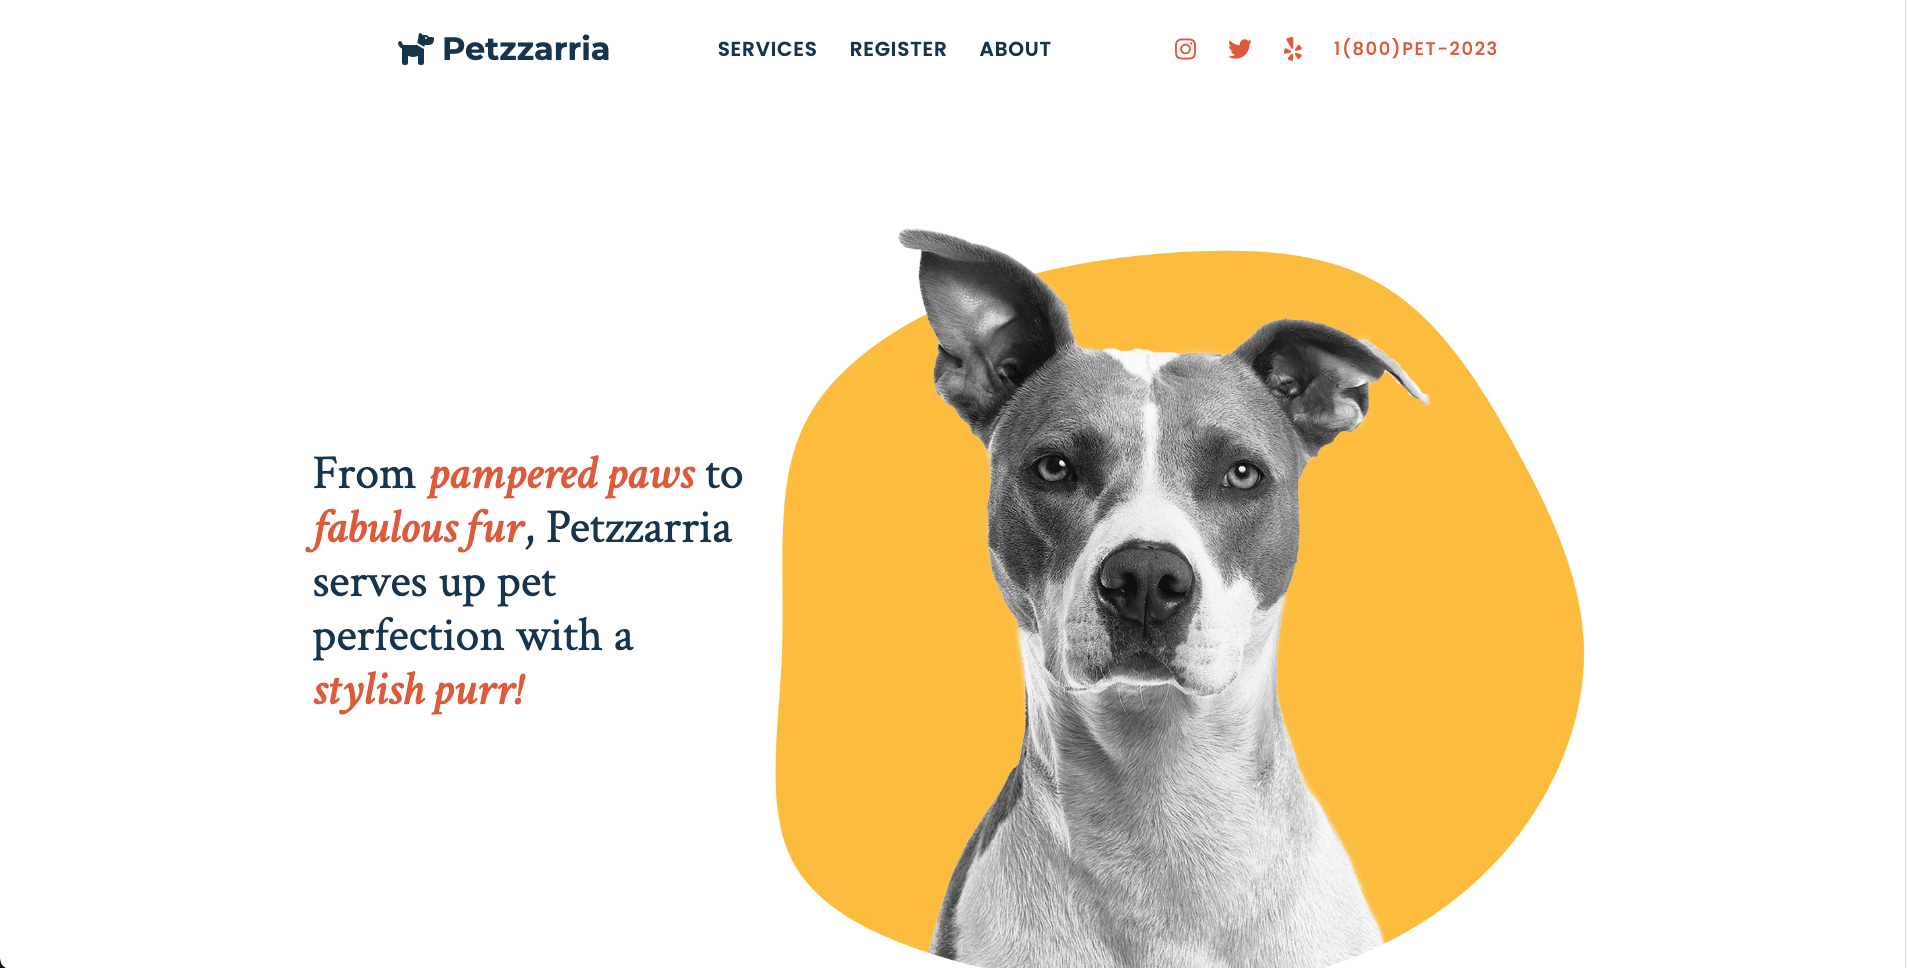 Petzzarria
SERVICES REGISTER ABOUT
1(800)PET-2023
From pampered paws to
fabulous fur, Petzzarria
serves up pet
perfection with a
stylish purr!